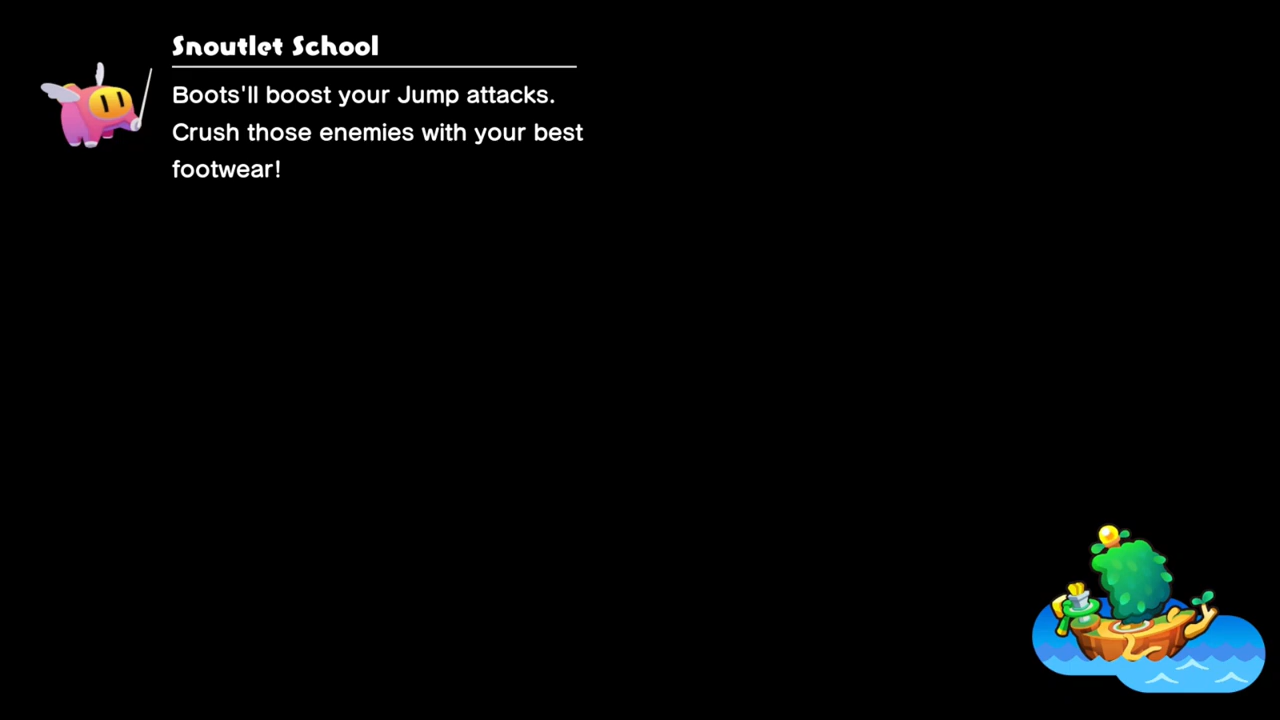 Snoutlet School
Boots'll boost your Jump attacks.
Crush those enemies with your best
footwear!